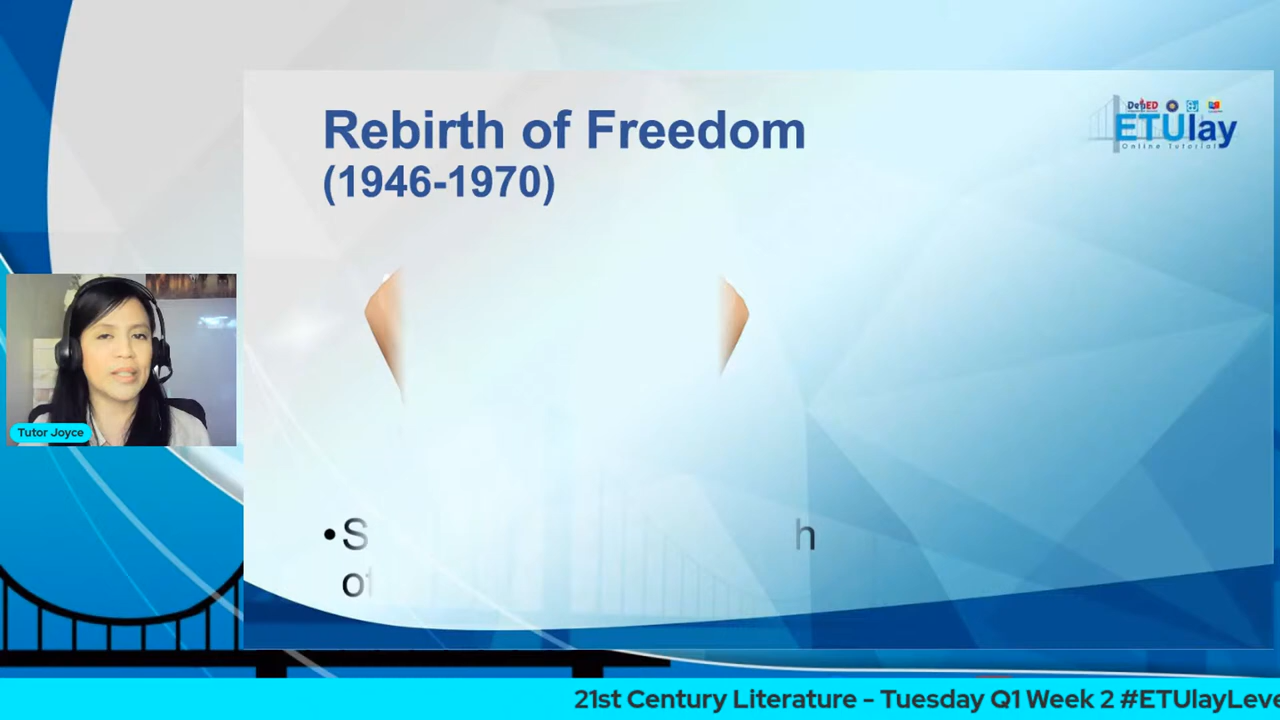 Rebirth of Freedom
(1946-1970)
DepED
ETUlay
Online Tutorial
Tutor Joyce
•S h
of
21st Century Literature - Tuesday Q1 Week 2 #ETUlayLeve